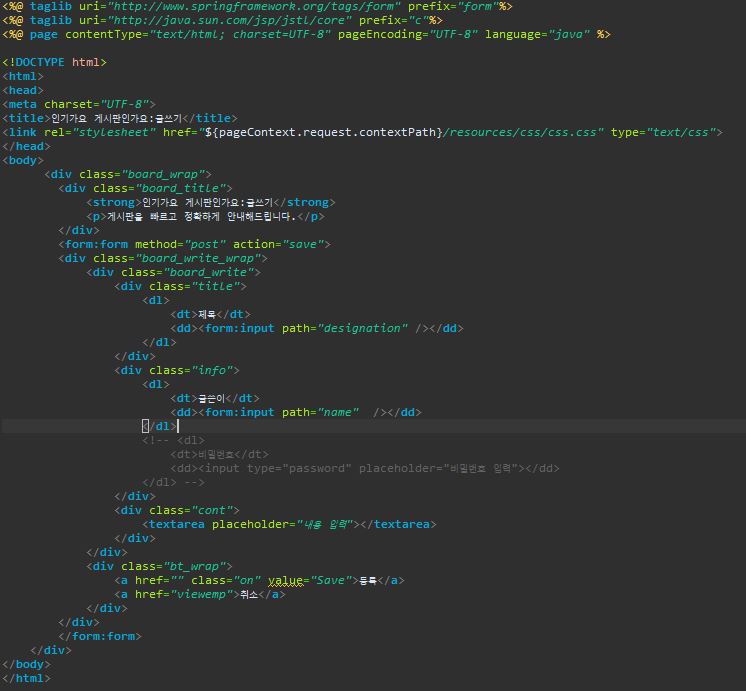 <%@ taglib uri="http://www.springframework.org/tags/form" prefix="form"%>
<%@ taglib uri="http://java.sun.com/jsp/jstl/core" prefix="c"%>
<%@ page contentType="text/html; charset=UTF-8" pageEncoding="UTF-8" language="java" %>
<!DOCTYPE html>
<html>
<head>
<meta charset="UTF-8">
<title>인기가요 게시판인가요:글쓰기</title>
<link rel="stylesheet" href="${pageContext.request.contextPath}/resources/css/css.css" type="text/css">
</head>
<body>
<div class="board_wrap">
<div class="board_title">
<strong>인기가요 게시판인가요:글쓰기</strong>
<p>게시판을 빠르고 정확하게 안내해드립니다.</p>
</div>
<form:form method="post" action="save">
<div class="board_write_wrap">
<div class="board_write">
<div class="title">
<dl>
<dt>제목</dt>
<dd><form:input path="designation" /></dd>
</dl>
</div>
<div class="info">
<dl>
<dt>글쓴이</dt>
<dd><form:input path="name"  /></dd>
</dl>
<!-- <dl>
<dt>비밀번호</dt>
<dd><input type="password" placeholder="비밀번호 입력"></dd>
</dl> -->
</div>
<div class="cont">
<textarea placeholder="내용 입력"></textarea>
</div>
</div>
<div class="bt_wrap">
<a href="" class="on" value="Save">등록</a>
<a href="viewemp">취소</a>
</div>
</div>
</form:form>
</div>
</body>
</html>